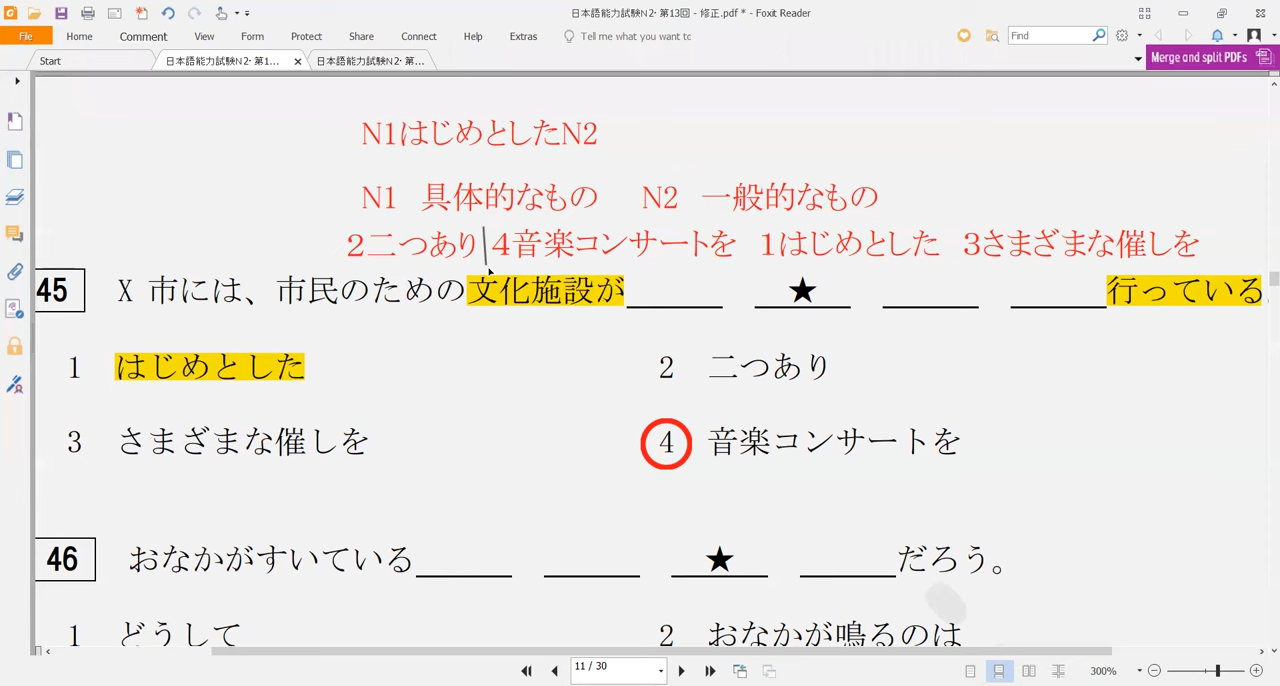 日本語能力試験N2· 第13回 - 修正.pdf * - Foxit Reader
File Home Comment View Form Protect Share Connect Help Extras Tell me what you want to Find
Start 日本語能力試験N2· 第1... 日本語能力試験N2· 第... Merge and split PDFs
N1はじめとしたN2
N1 具体的なもの N2 一般的なもの
2二つあり 4音楽コンサートを 1はじめとした 3さまざまな催しを
45 X 市には、市民のための文化施設が ★ 行っている
1 はじめとした 2 二つあり
3 さまざまな催しを 4 音楽コンサートを
46 おなかがすいている ★ だろう。
1 どうして 2 おなかが鳴るのは
11 / 30 300%